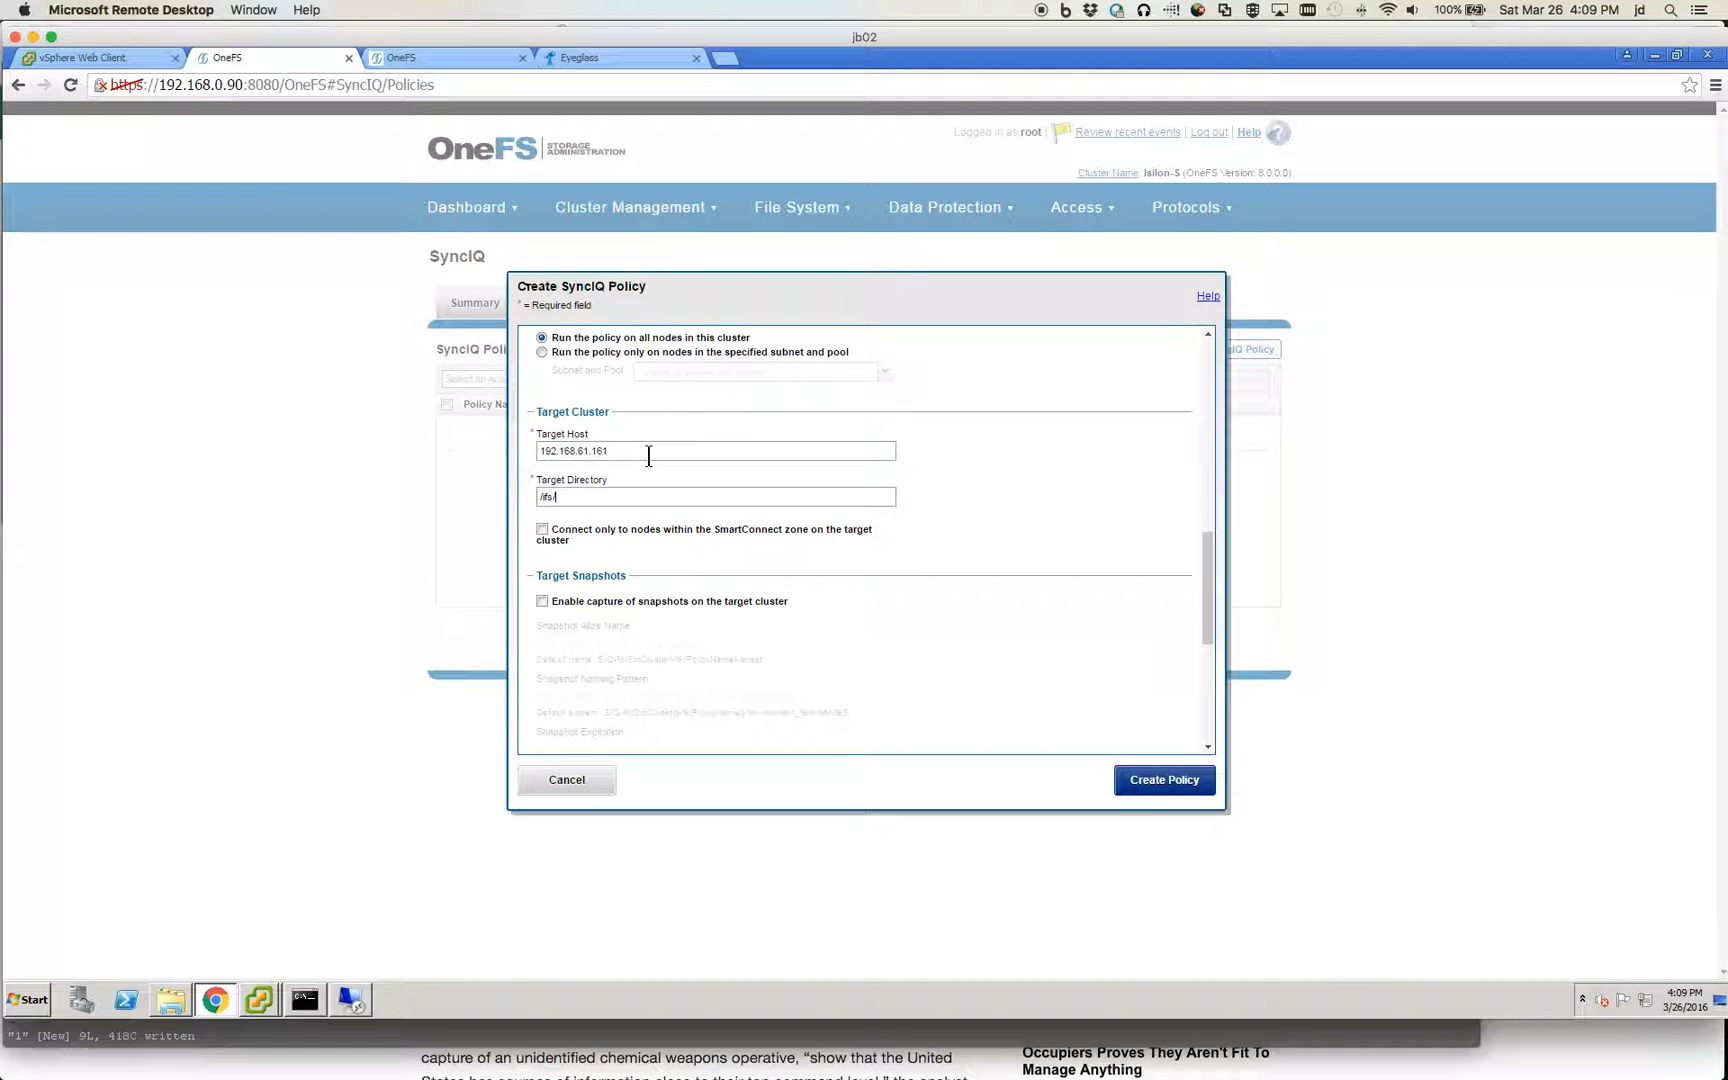 Microsoft Remote Desktop Window Help
100% Sat Mar 26 4:09 PM jd
jb02
vSphere Web Client
OneFS
OneFS
Eyeglass
https://192.168.0.90:8080/OneFS#SyncIQ/Policies
Logged in as root Review recent events Log out Help
OneFS STORAGE ADMINISTRATION
Cluster Name: Isilon-S (OneFS Version: 8.0.0.0)
Dashboard Cluster Management File System Data Protection Access Protocols
SyncIQ
Summary
SyncIQ Poli
IQ Policy
Select an
Policy Na
Create SyncIQ Policy
Help
* = Required field
Run the policy on all nodes in this cluster
Run the policy only on nodes in the specified subnet and pool
Subnet and Pool
Target Cluster
* Target Host
192.168.61.161
* Target Directory
/ifs/
Connect only to nodes within the SmartConnect zone on the target
cluster
Target Snapshots
Enable capture of snapshots on the target cluster
Snapshot Alias Name
Snapshot Naming Pattern
Snapshot Expiration
Cancel
Create Policy
Start
4:09 PM
3/26/2016
"1" [New] 9L, 418C written
capture of an unidentified chemical weapons operative, “show that the United
Occupiers Proves They Aren't Fit To
Manage Anything